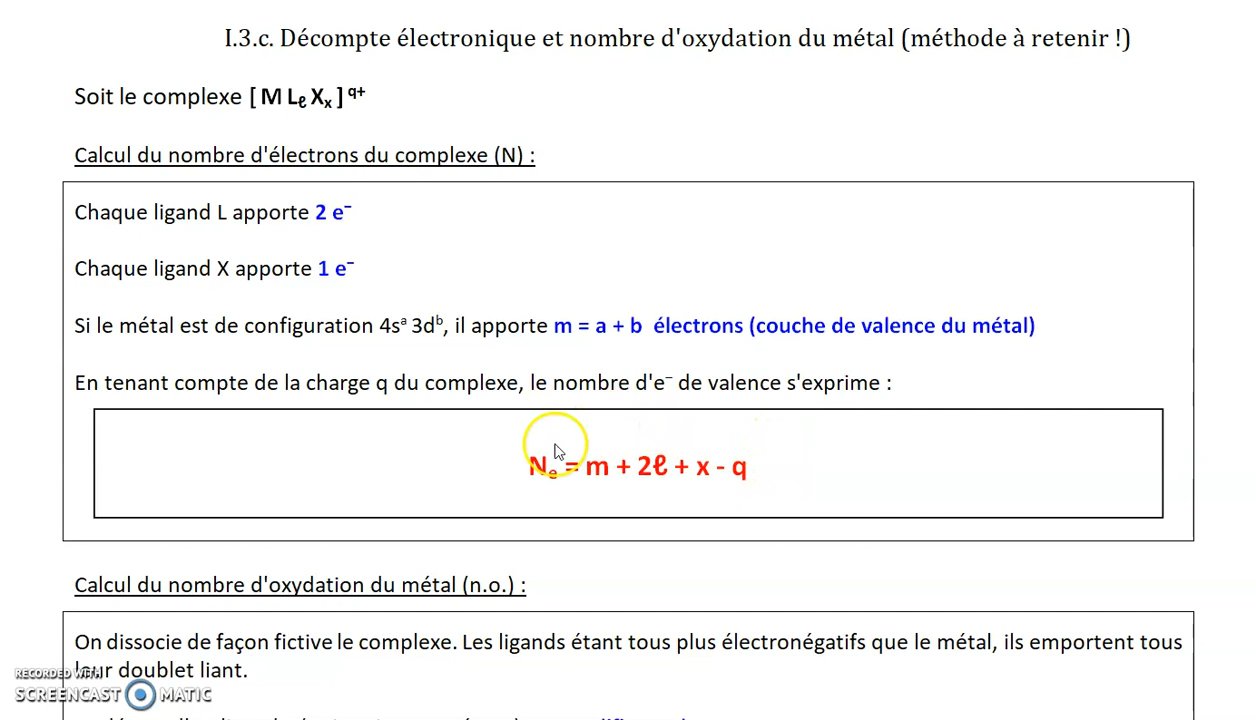 I.3.c. Décompte électronique et nombre d'oxydation du métal (méthode à retenir !)
Soit le complexe [ M Lℓ Xx ] q+
Calcul du nombre d'électrons du complexe (N) :
Chaque ligand L apporte 2 e⁻
Chaque ligand X apporte 1 e⁻
Si le métal est de configuration 4sᵃ 3dᵇ, il apporte m = a + b électrons (couche de valence du métal)
En tenant compte de la charge q du complexe, le nombre d'e⁻ de valence s'exprime :
Ne = m + 2ℓ + x - q
Calcul du nombre d'oxydation du métal (n.o.) :
On dissocie de façon fictive le complexe. Les ligands étant tous plus électronégatifs que le métal, ils emportent tous
leur doublet liant.
RECORDED WITH
SCREENCAST MATIC